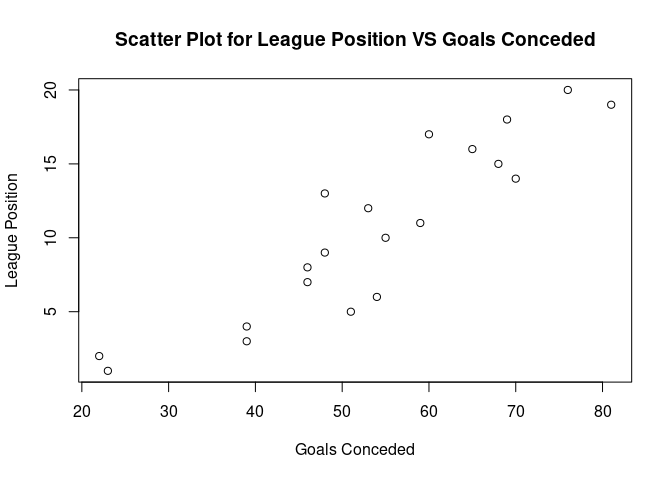 Scatter Plot for League Position VS Goals Conceded
League Position
20
15
10
5
20 30 40 50 60 70 80
Goals Conceded